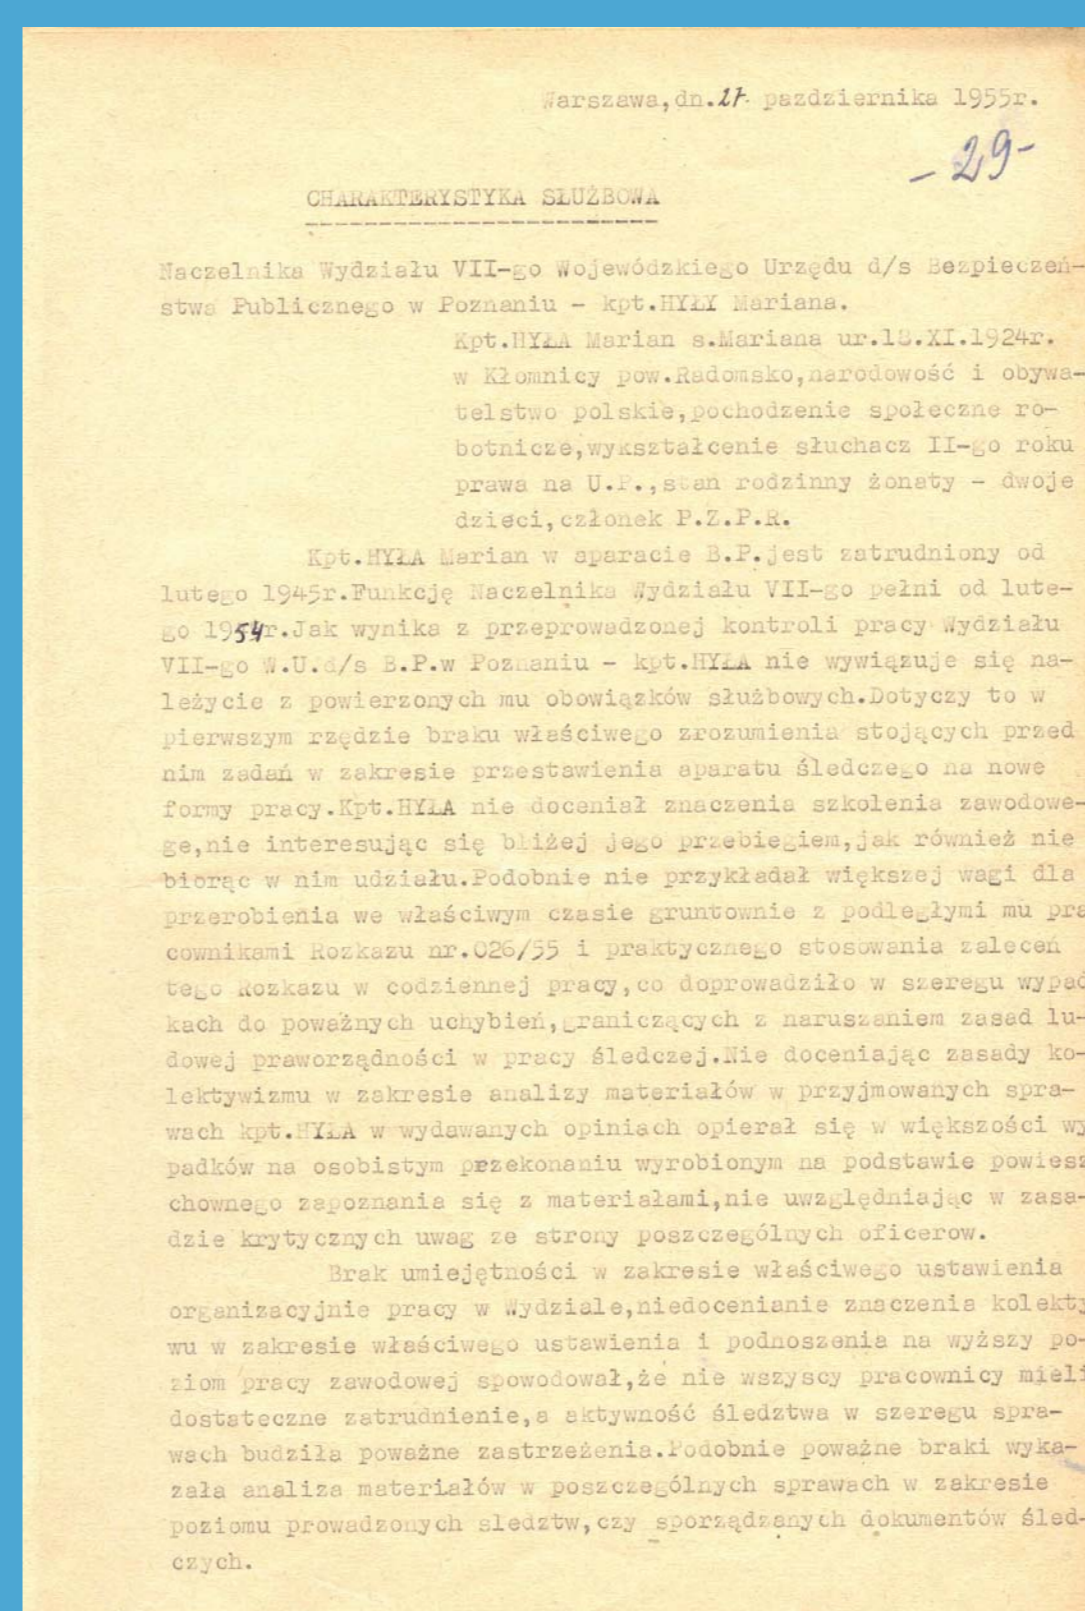 Warszawa,dn.27. pazdziernika 1955r.
- 29 -
CHARAKTERYSTYKA SŁUŻBOWA
Naczelnika Wydziału VII-go Wojewódzkiego Urzędu d/s Bezpieczeń-
stwa Publicznego w Poznaniu - kpt.HYŁY Mariana.
Kpt.HYŁA Marian s.Mariana ur.18.XI.1924r.
w Kłomnicy pow.Radomsko,narodowość i obywa-
telstwo polskie,pochodzenie społeczne ro-
botnicze,wykształcenie słuchacz II-go roku
prawa na U.P.,stan rodzinny żonaty - dwoje
dzieci,członek P.Z.P.R.
Kpt.HYŁA Marian w aparacie B.P.jest zatrudniony od
lutego 1945r.Funkcję Naczelnika Wydziału VII-go pełni od lute-
go 1954r.Jak wynika z przeprowadzonej kontroli pracy Wydziału
VII-go W.U.d/s B.P.w Poznaniu - kpt.HYŁA nie wywiązuje się na-
leżycie z powierzonych mu obowiązków służbowych.Dotyczy to w
pierwszym rzędzie braku właściwego zrozumienia stojących przed
nim zadań w zakresie przestawienia aparatu śledczego na nowe
formy pracy.Kpt.HYŁA nie doceniał znaczenia szkolenia zawodowe-
ge,nie interesując się bliżej jego przebiegiem,jak również nie
biorąc w nim udziału.Podobnie nie przykładał większej wagi dla
przerobienia we właściwym czasie gruntownie z podległymi mu pra
cownikami Rozkazu nr.026/55 i praktycznego stosowania zaleceń
tego Rozkazu w codziennej pracy,co doprowadziło w szeregu wypad
kach do poważnych uchybień,graniczących z naruszaniem zasad lu-
dowej praworządności w pracy śledczej.Nie doceniając zasady ko-
lektywizmu w zakresie analizy materiałów w przyjmowanych spra-
wach kpt.HYŁA w wydawanych opiniach opierał się w większości wy
padków na osobistym przekonaniu wyrobionym na podstawie powiesz
chownego zapoznania się z materiałami,nie uwzględniając w zasa-
dzie krytycznych uwag ze strony poszczególnych oficerow.
Brak umiejętności w zakresie właściwego ustawienia
organizacyjnie pracy w Wydziale,niedocenianie znaczenia kolekty
wu w zakresie właściwego ustawienia i podnoszenia na wyższy po-
ziom pracy zawodowej spowodował,że nie wszyscy pracownicy mieli
dostateczne zatrudnienie,a aktywność śledztwa w szeregu spra-
wach budziła poważne zastrzeżenia.Podobnie poważne braki wyka-
zała analiza materiałów w poszczególnych sprawach w zakresie
poziomu prowadzonych sledztw,czy sporządzanych dokumentów śled-
czych.